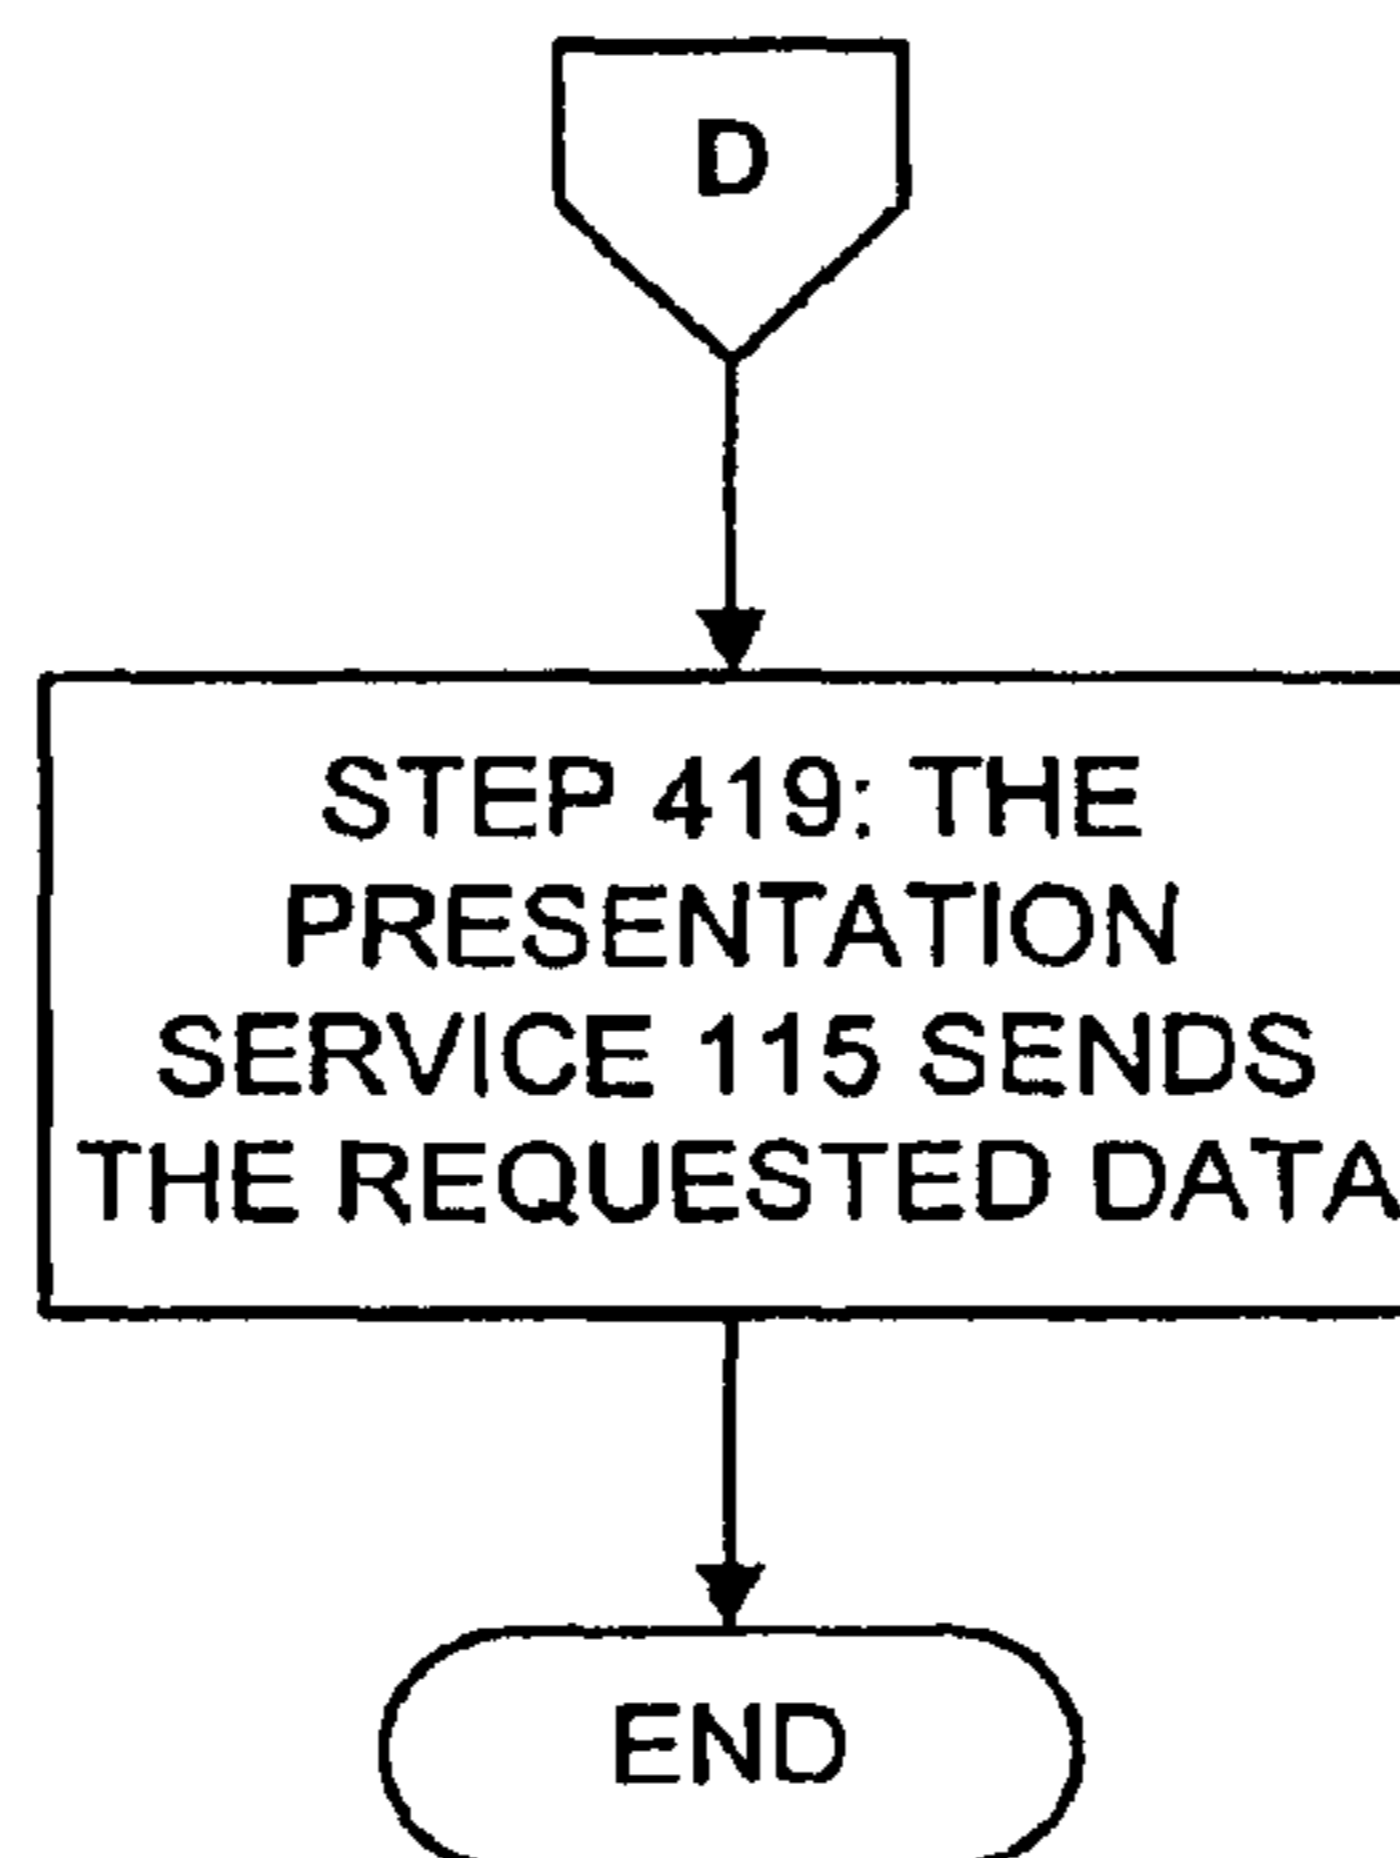 D
STEP 419: THE
PRESENTATION
SERVICE 115 SENDS
THE REQUESTED DATA
END